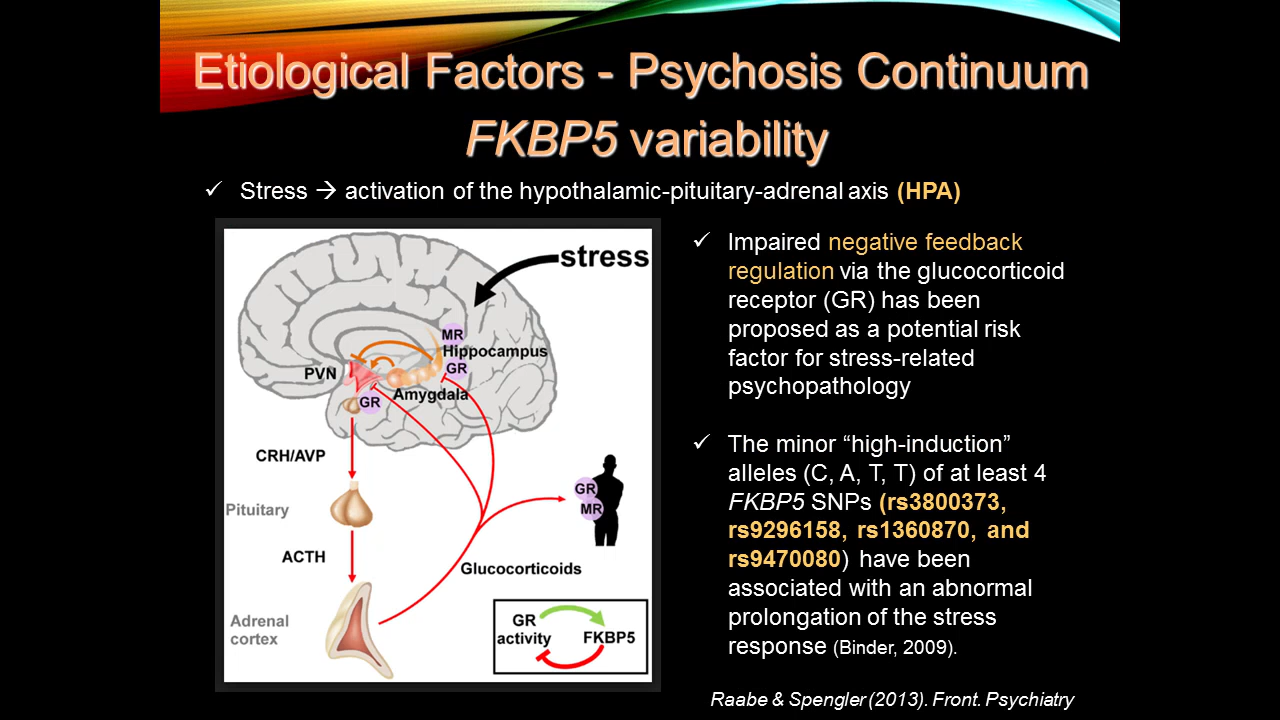 Etiological Factors - Psychosis Continuum
FKBP5 variability
✓ Stress → activation of the hypothalamic-pituitary-adrenal axis (HPA)
stress
MR
Hippocampus
GR
PVN
Amygdala
GR
CRH/AVP
Pituitary
ACTH
GR
MR
Glucocorticoids
Adrenal
cortex
GR
activity
FKBP5
✓ Impaired negative feedback
regulation via the glucocorticoid
receptor (GR) has been
proposed as a potential risk
factor for stress-related
psychopathology
✓ The minor “high-induction”
alleles (C, A, T, T) of at least 4
FKBP5 SNPs (rs3800373,
rs9296158, rs1360870, and
rs9470080) have been
associated with an abnormal
prolongation of the stress
response (Binder, 2009).
Raabe & Spengler (2013). Front. Psychiatry